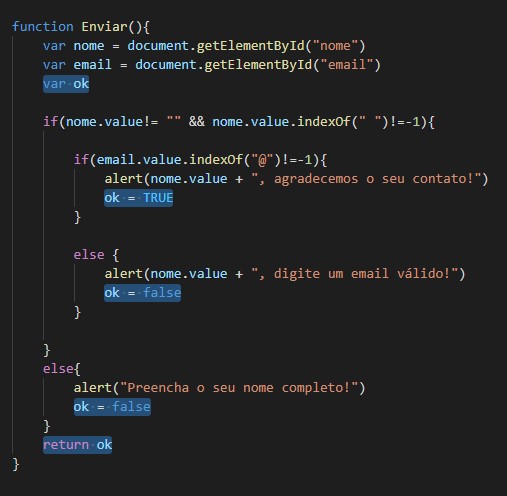 function Enviar(){
var nome = document.getElementById("nome")
var email = document.getElementById("email")
var ok
if(nome.value!= "" && nome.value.indexOf(" ")!=-1){
if(email.value.indexOf("@")!=-1){
alert(nome.value + ", agradecemos o seu contato!")
ok = TRUE
}
else {
alert(nome.value + ", digite um email válido!")
ok = false
}
}
else{
alert("Preencha o seu nome completo!")
ok = false
}
return ok
}